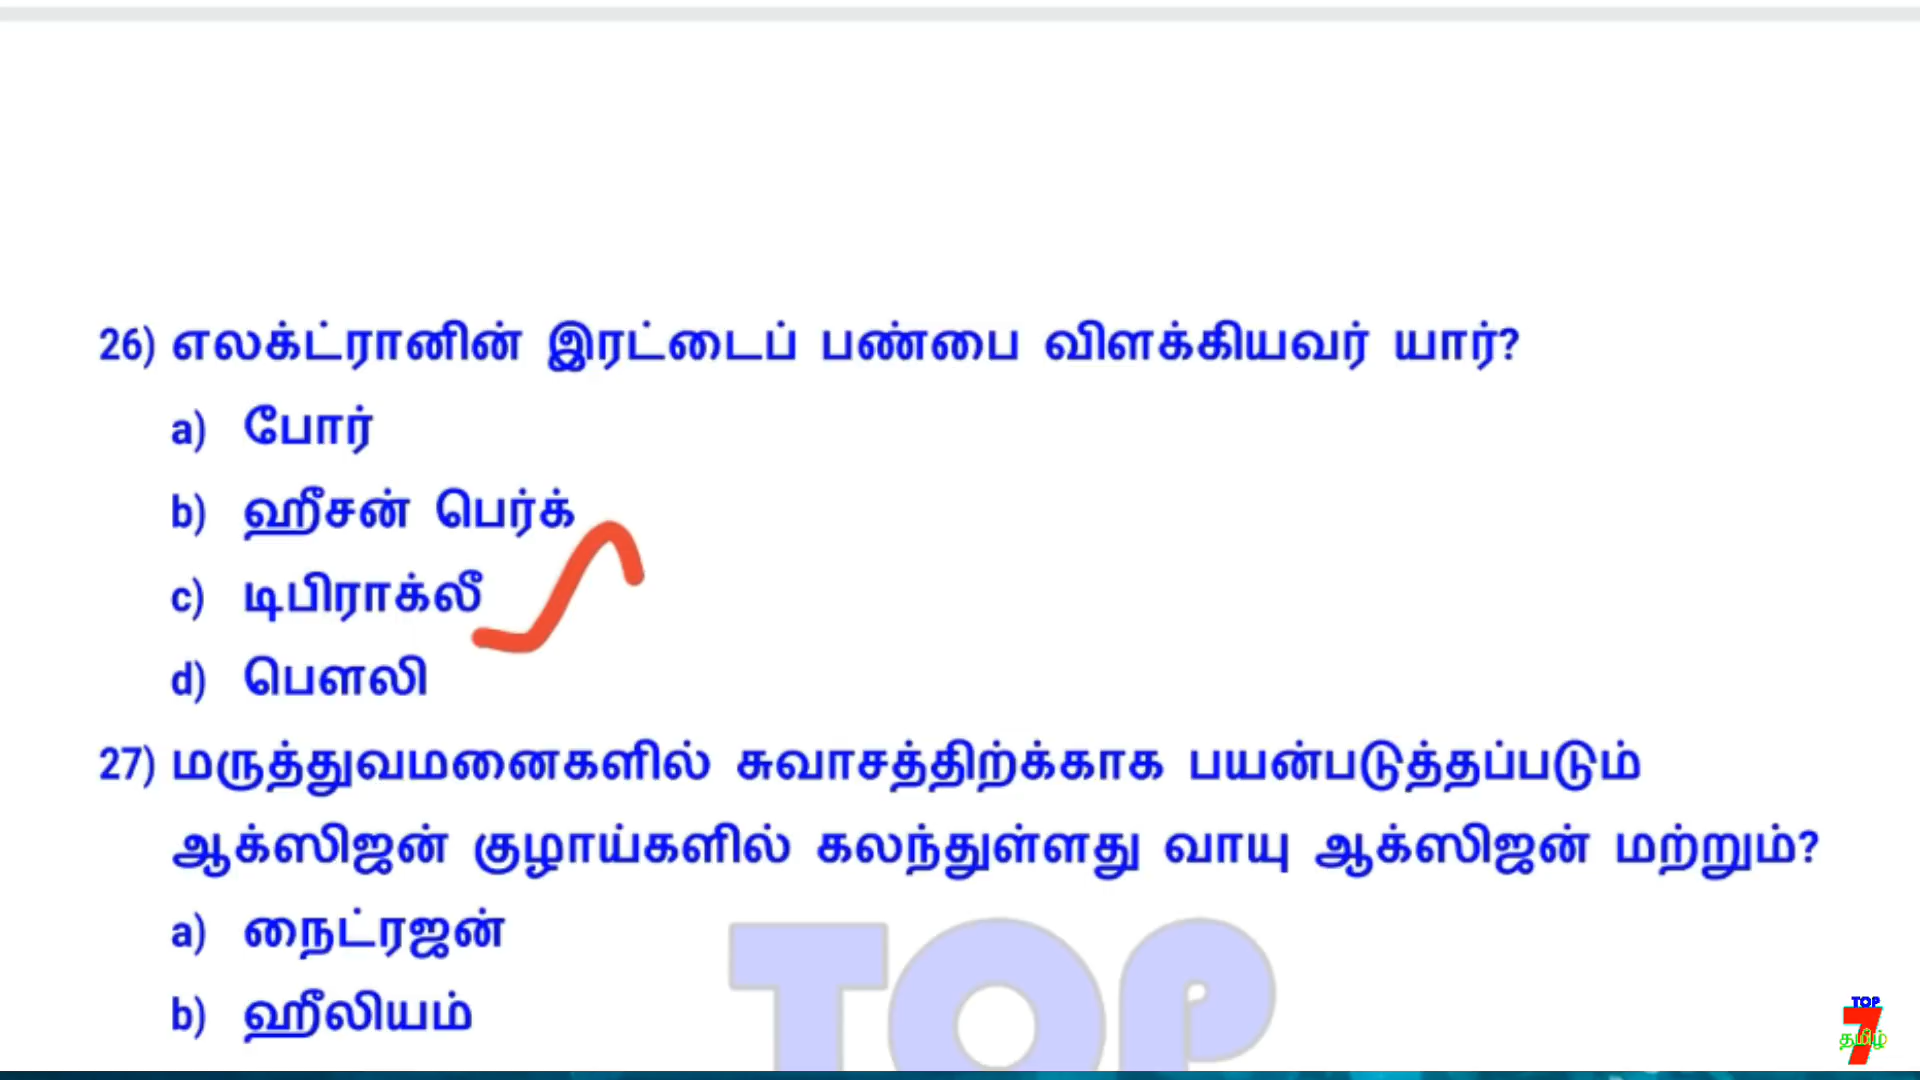 26) எலக்ட்ரானின் இரட்டைப் பண்பை விளக்கியவர் யார்?
a) போர்
b) ஹீசன் பெர்க்
c) டிபிராக்லீ
d) பௌலி
27) மருத்துவமனைகளில் சுவாசத்திற்க்காக பயன்படுத்தப்படும்
ஆக்ஸிஜன் குழாய்களில் கலந்துள்ளது வாயு ஆக்ஸிஜன் மற்றும்?
a) நைட்ரஜன்
b) ஹீலியம்
TOP
TOP
7
தமிழ்